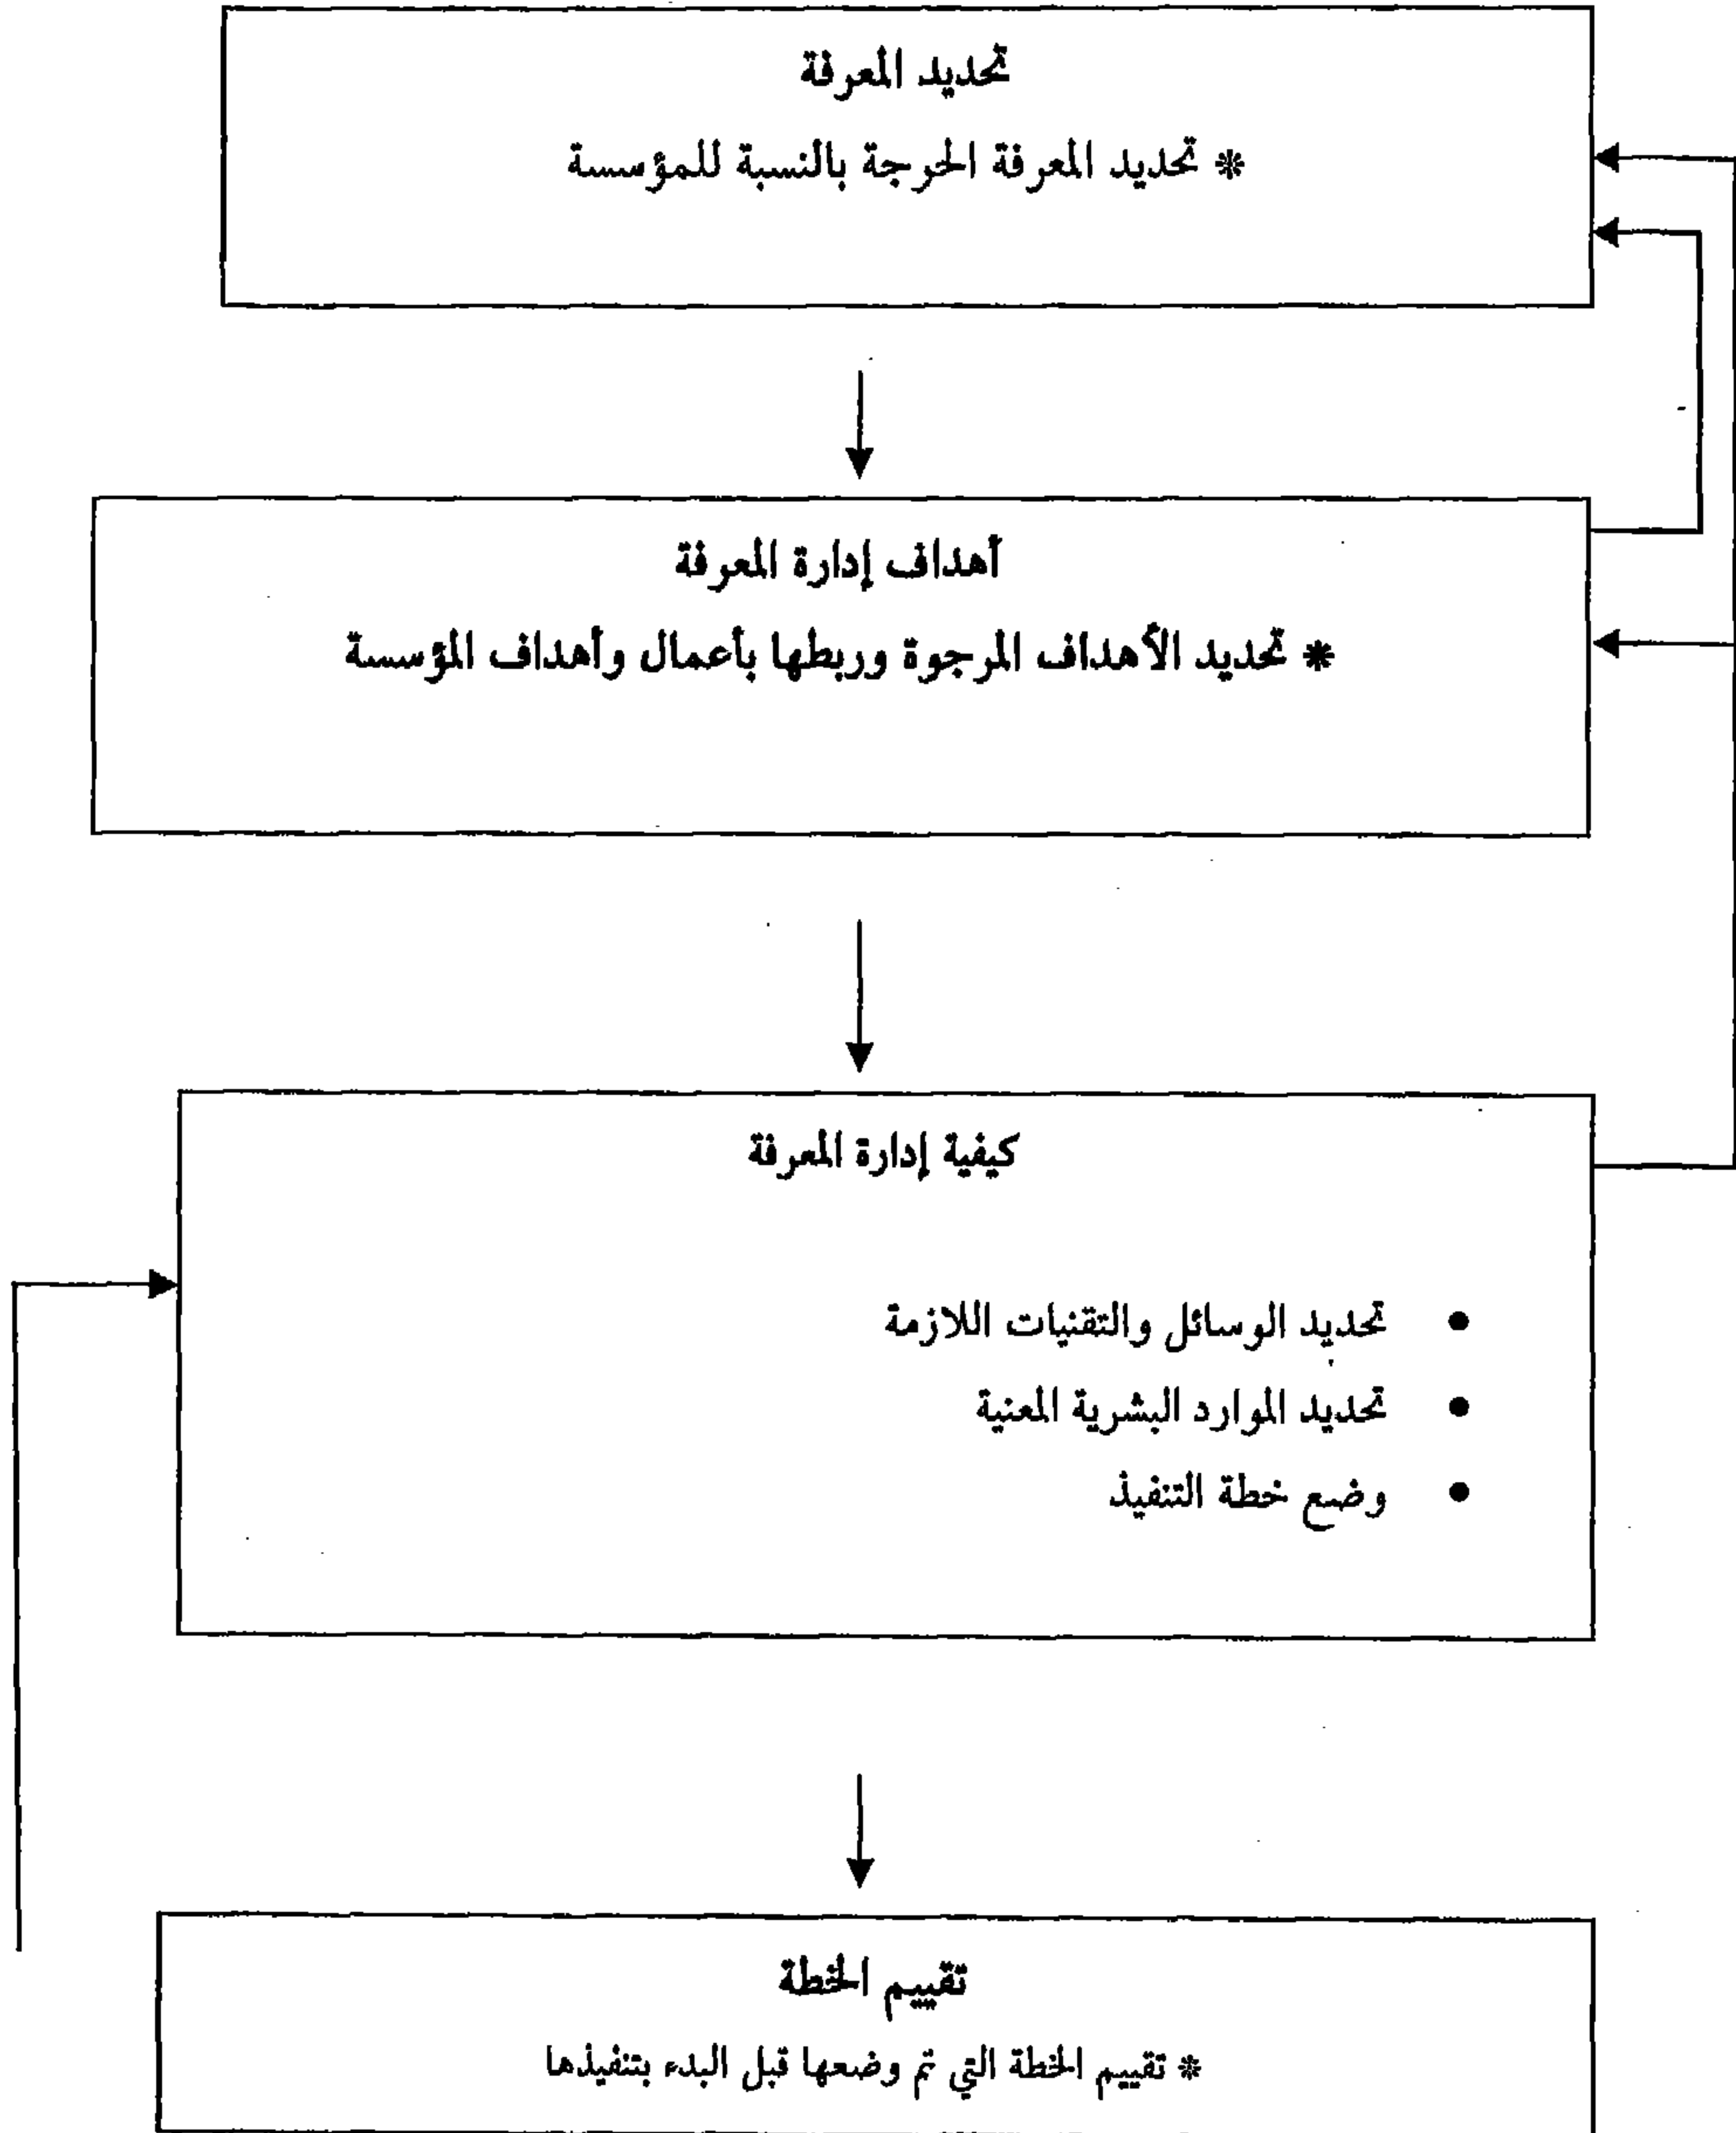 تحديد المعرفة
* تحديد المعرفة الحرجة بالنسبة للمؤسسة
أهداف إدارة المعرفة
* تحديد الأهداف المرجوة وربطها بأعمال وأهداف المؤسسة
كيفية إدارة المعرفة
• تحديد الوسائل والتقنيات اللازمة
• تحديد الموارد البشرية المعنية
• وضع خطة التنفيذ
تقييم الخطة
* تقييم الخطة التي تم وضعها قبل البدء بتنفيذها